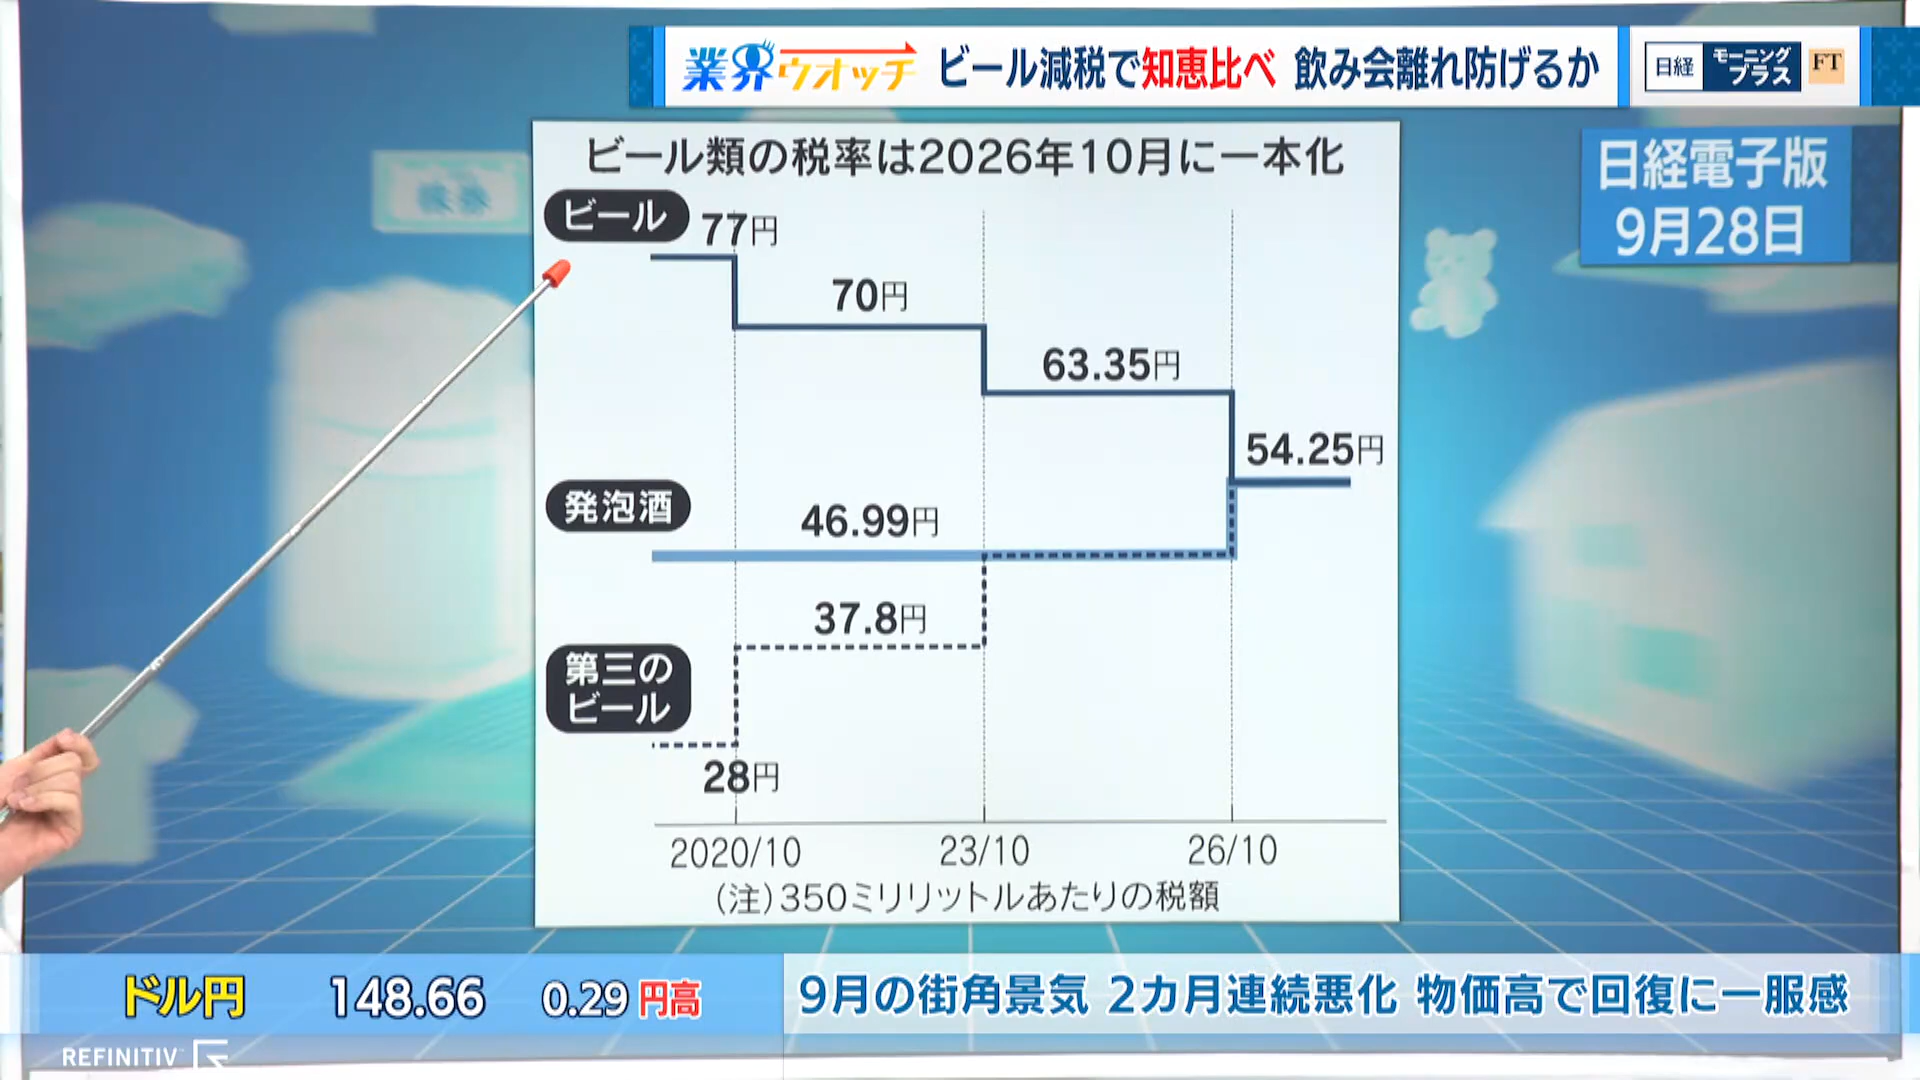 業界ウオッチ ビール減税で知恵比べ 飲み会離れ防げるか
日経 モーニングプラス FT
日経電子版
9月28日
ビール類の税率は2026年10月に一本化
ビール
77円
70円
63.35円
54.25円
発泡酒
46.99円
37.8円
第三の
ビール
28円
2020/10 23/10 26/10
(注)350ミリリットルあたりの税額
ドル円 148.66 0.29 円高
9月の街角景気 2カ月連続悪化 物価高で回復に一服感
REFINITIV